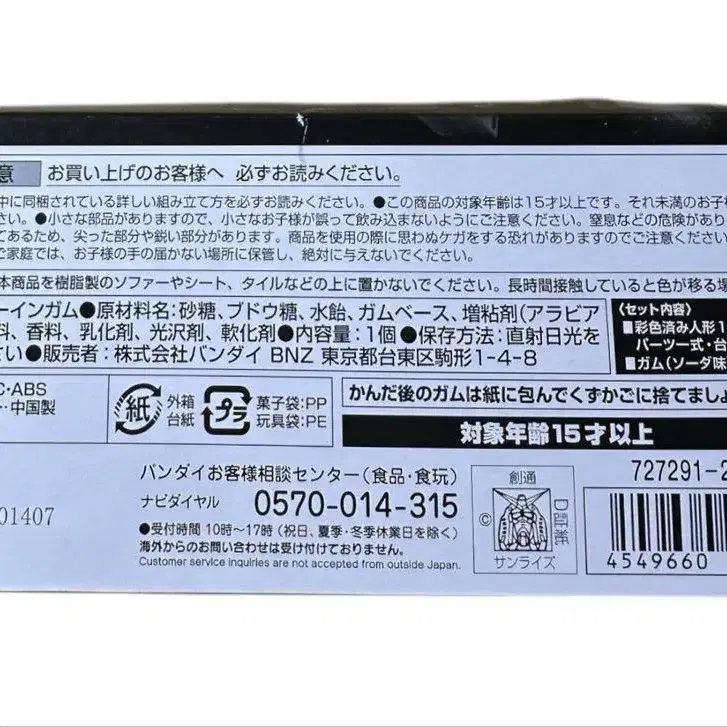 意 お買い上げのお客様へ 必ずお読みください。
中に同梱されている詳しい組み立て方を必ずお読みください。●この商品の対象年齢は15才以上です。それ未満のお子様
い。●小さな部品がありますので、小さなお子様が誤って飲み込まないようにご注意ください。窒息などの危険があり
であるため、尖った部分や鋭い部分があります。商品を使用の際に思わぬケガをする恐れがありますのでご注意ください
ご家庭では、お子様の手の届かない場所に保管し、絶対に与えないでください。
本商品を樹脂製のソファーやシート、タイルなどの上に置かないでください。長時間接触していると色が移る場
ーインガム●原材料名:砂糖、ブドウ糖、水飴、ガムベース、増粘剤(アラビア
料、香料、乳化剤、光沢剤、軟化剤●内容量:1個●保存方法:直射日光を
さい●販売者:株式会社バンダイ BNZ 東京都台東区駒形1-4-8
〈セット内容〉
■彩色済み人形1
パーツ一式・台
■ガム(ソーダ味
C・ABS
…中国製
紙 外箱
台紙
プラ 菓子袋:PP
玩具袋:PE
かんだ後のガムは紙に包んでくずかごに捨てましょ
対象年齢15才以上
バンダイお客様相談センター(食品・食玩)
ナビダイヤル 0570-014-315
●受付時間 10時~17時(祝日、夏季・冬季休業日を除く)
海外からのお問い合わせは受け付けておりません。
Customer service inquiries are not accepted from outside Japan.
01407
©
創通
サンライズ
D証紙
727291-2
4549660